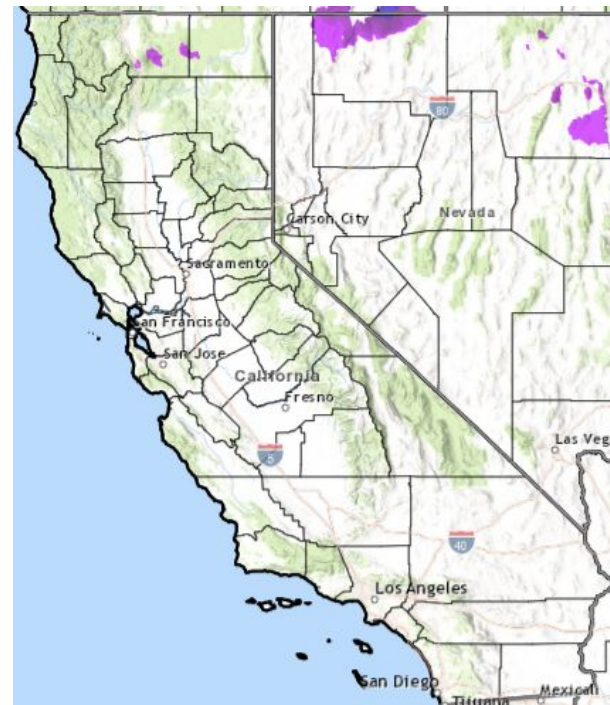 80
Carson City
Nevada
Sacramento
San Francisco
San Jose
California
Fresno
5
Las Veg
40
Los Angeles
San Diego
Tijuana
Mexicali